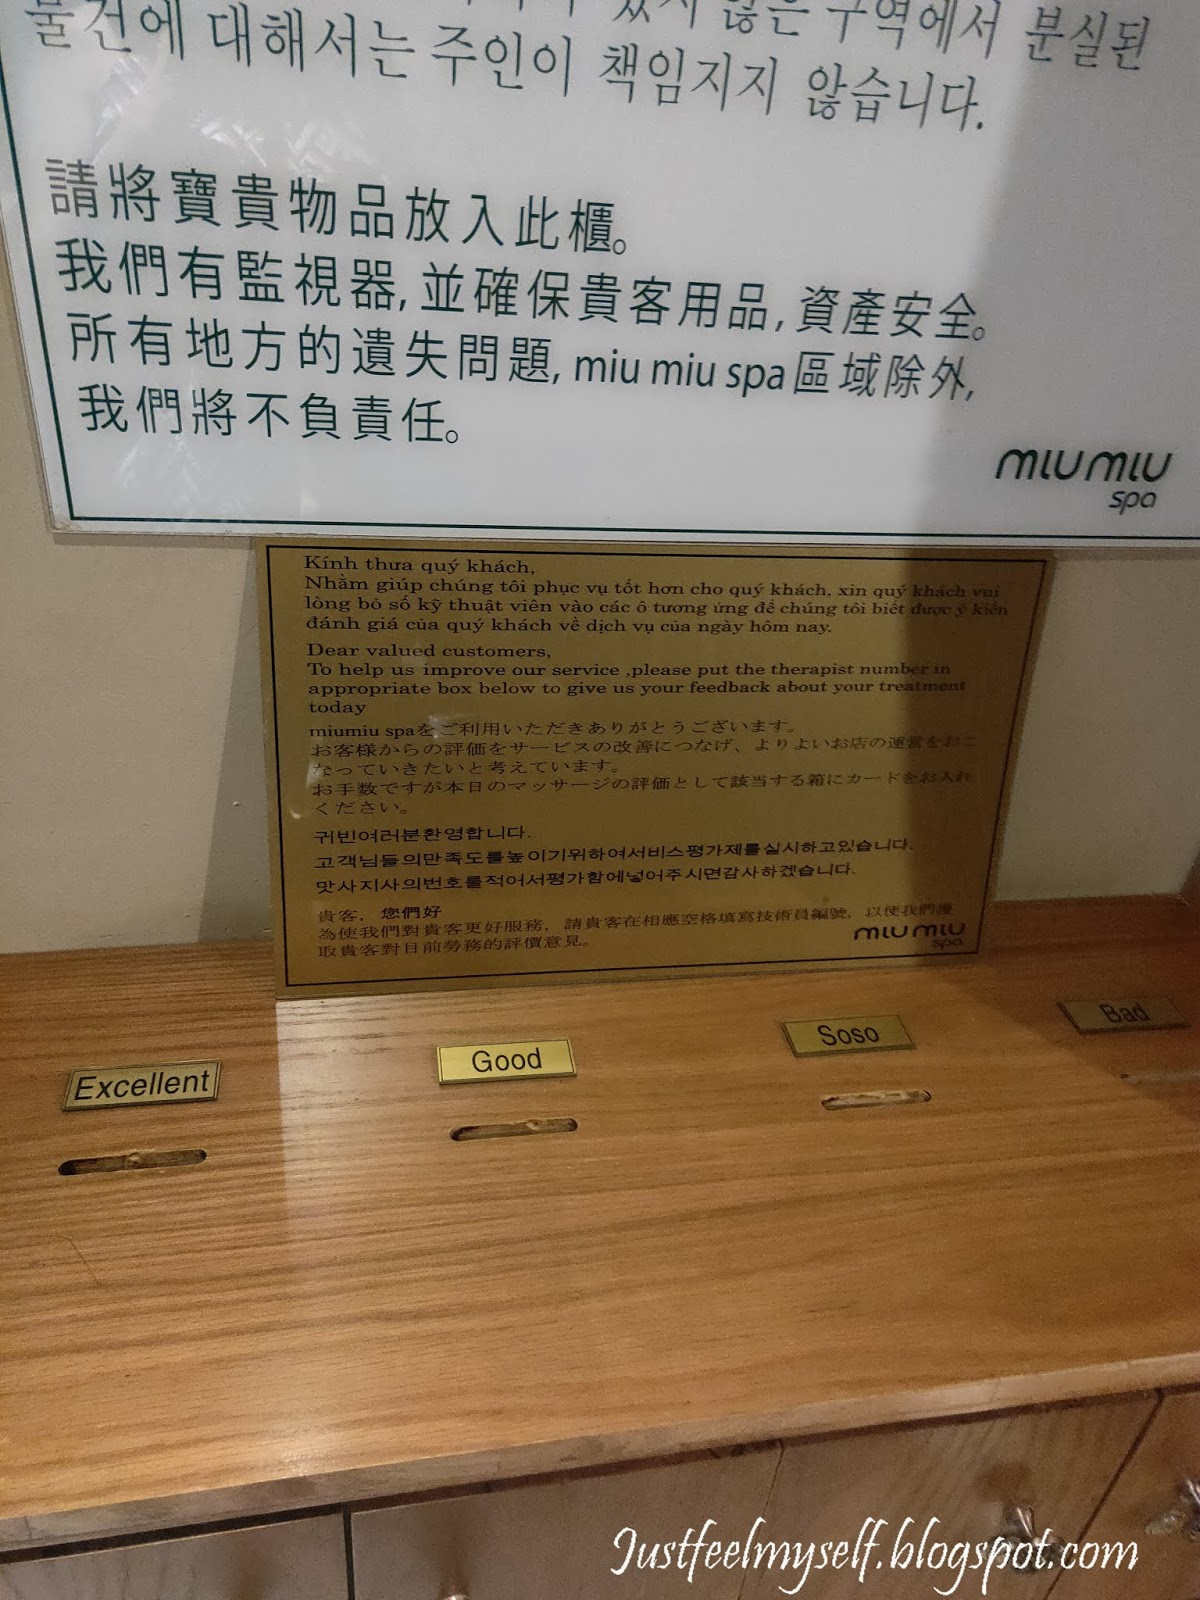 있지 않은 구역에서 분실된
물건에 대해서는 주인이 책임지지 않습니다.
請將寶貴物品放入此櫃。
我們有監視器, 並確保貴客用品, 資產安全。
所有地方的遺失問題, miu miu spa區域除外,
我們將不負責任。
miu miu
spa
Kính thưa quý khách,
Nhằm giúp chúng tôi phục vụ tốt hơn cho quý khách, xin quý khách vui
lòng bỏ số kỹ thuật viên vào các ô tương ứng để chúng tôi biết được ý kiến
đánh giá của quý khách về dịch vụ của ngày hôm nay.
Dear valued customers,
To help us improve our service ,please put the therapist number in
appropriate box below to give us your feedback about your treatment
today
miumiu spaをご利用いただきありがとうございます。
お客様からの評価をサービスの改善につなげ、よりよいお店の運営をおこ
なっていきたいと考えています。
お手数ですが本日のマッサージの評価として該当する箱にカードをお入れ
ください。
귀빈여러분환영합니다.
고객님들의만족도를높이기위하여서비스평가제를실시하고있습니다.
맛사지사의번호를적어서평가함에넣어주시면감사하겠습니다.
貴客, 您們好
為使我們對貴客更好服務, 請貴客在相應空格填寫技術員編號, 以使我們
取貴客對目前勞務的評價意見。
miu miu
spa
Excellent
Good
Soso
Bad
Justfeelmyself.blogspot.com